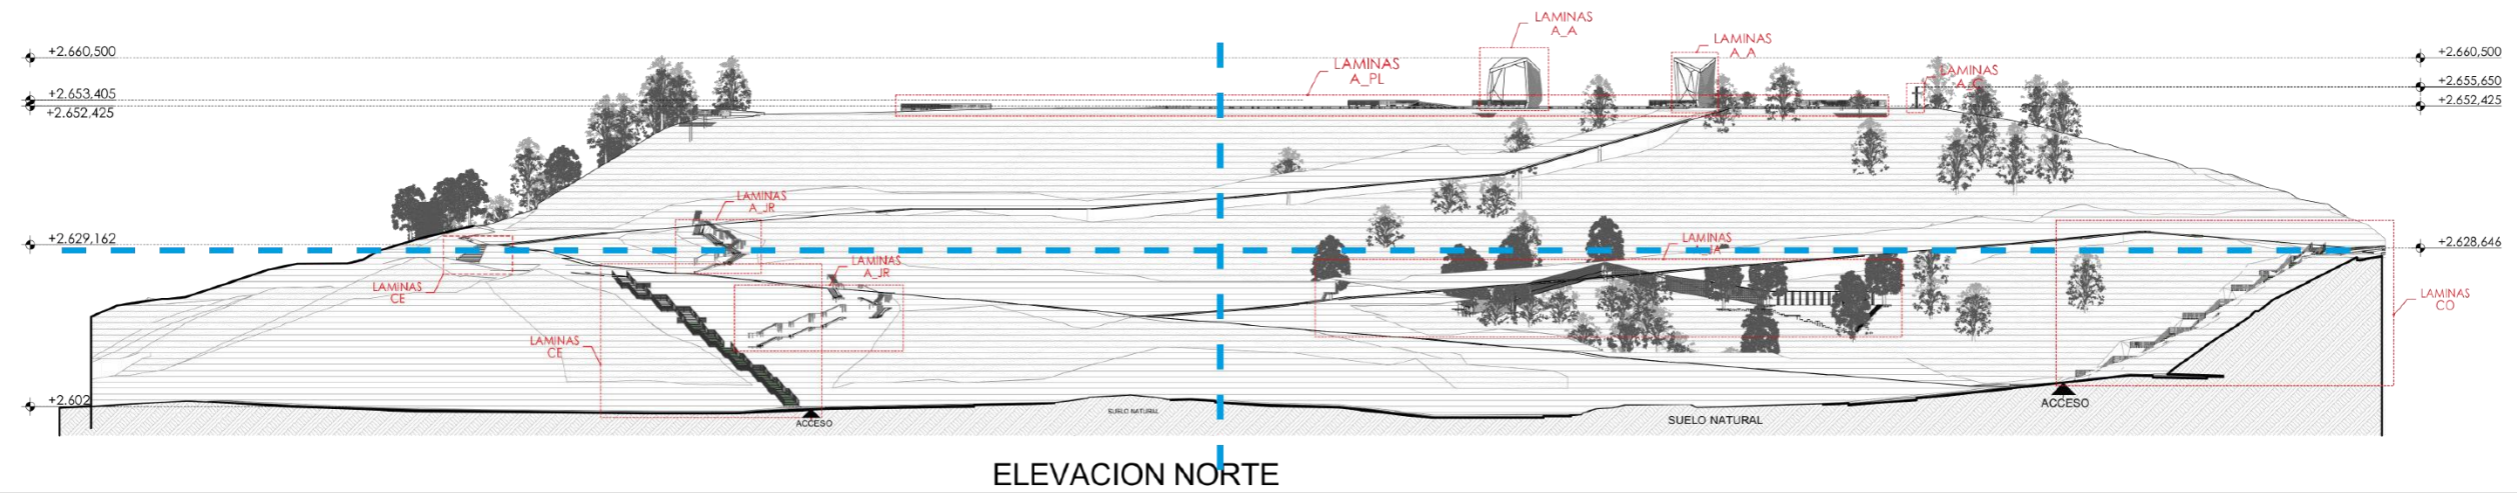 LAMINAS
A_A
LAMINAS
A_A
+2.660,500
+2.660,500
LAMINAS
A_PL
LAMINAS
+2.655,650
+2.653,405
+2.652,425
+2.652,425
LAMINAS
A_JR
+2.629,162
LAMINAS
+2.628,646
LAMINAS
A_JR
LAMINAS
CE
LAMINAS
CO
LAMINAS
CE
+2.602
ACCESO
SUELO NATURAL
ACCESO
SUELO NATURAL
ELEVACION NORTE